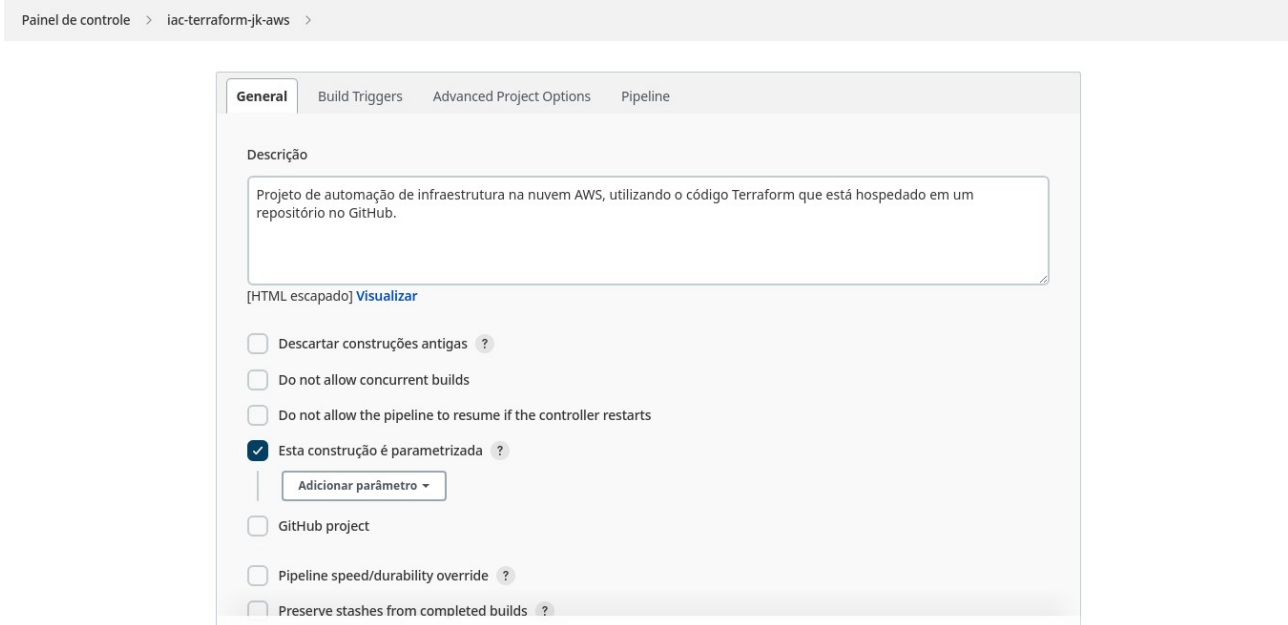 Painel de controle > iac-terraform-jk-aws >
General Build Triggers Advanced Project Options Pipeline
Descrição
Projeto de automação de infraestrutura na nuvem AWS, utilizando o código Terraform que está hospedado em um
repositório no GitHub.
[HTML escapado] Visualizar
Descartar construções antigas ?
Do not allow concurrent builds
Do not allow the pipeline to resume if the controller restarts
Esta construção é parametrizada ?
Adicionar parâmetro
GitHub project
Pipeline speed/durability override ?
Preserve stashes from completed builds ?